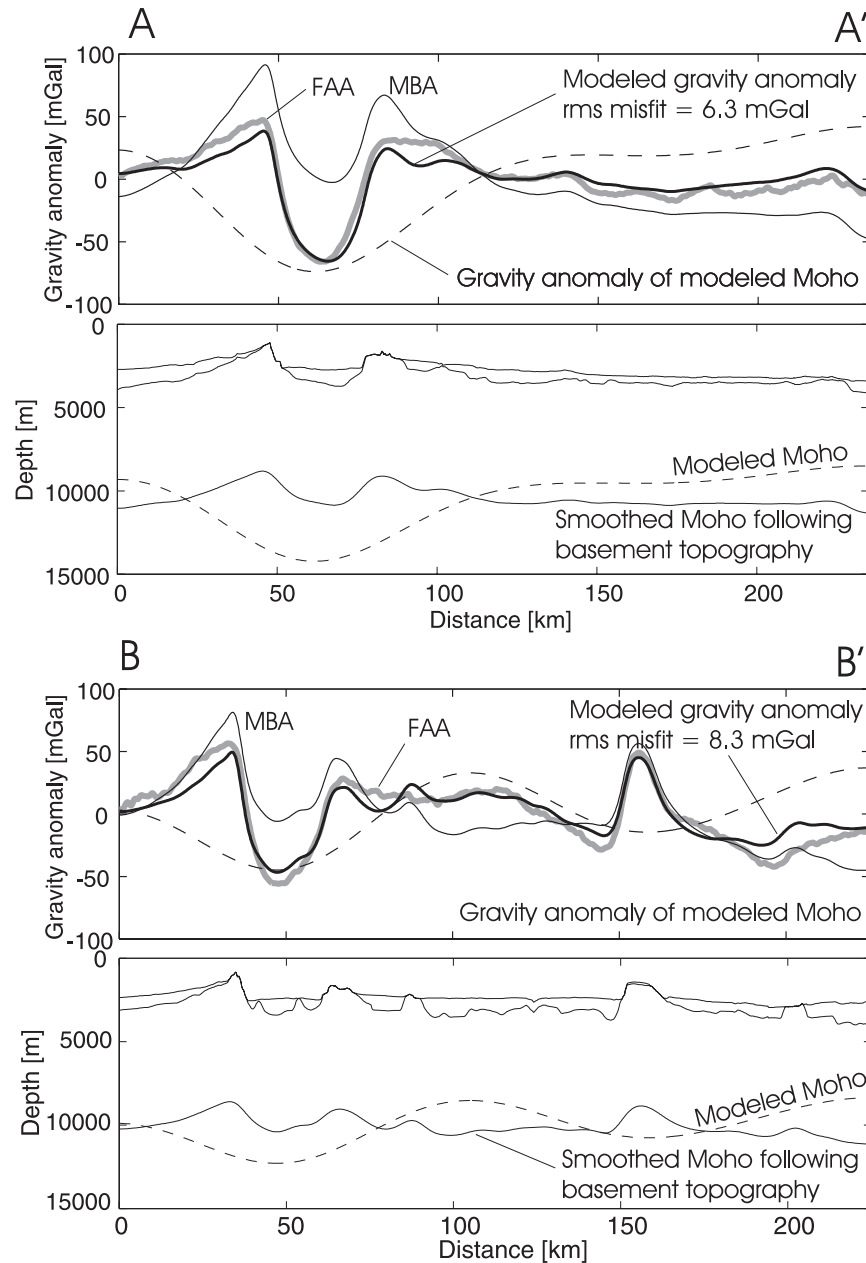 A
A'
100
50
0
-50
-100
Gravity anomaly [mGal]
FAA
MBA
Modeled gravity anomaly
rms misfit = 6.3 mGal
Gravity anomaly of modeled Moho
0
5000
10000
15000
Depth [m]
Modeled Moho
Smoothed Moho following
basement topography
0
50
100
150
200
Distance [km]
B
B'
100
50
0
-50
-100
Gravity anomaly [mGal]
MBA
FAA
Modeled gravity anomaly
rms misfit = 8.3 mGal
Gravity anomaly of modeled Moho
0
5000
10000
15000
Depth [m]
Modeled Moho
Smoothed Moho following
basement topography
0
50
100
150
200
Distance [km]